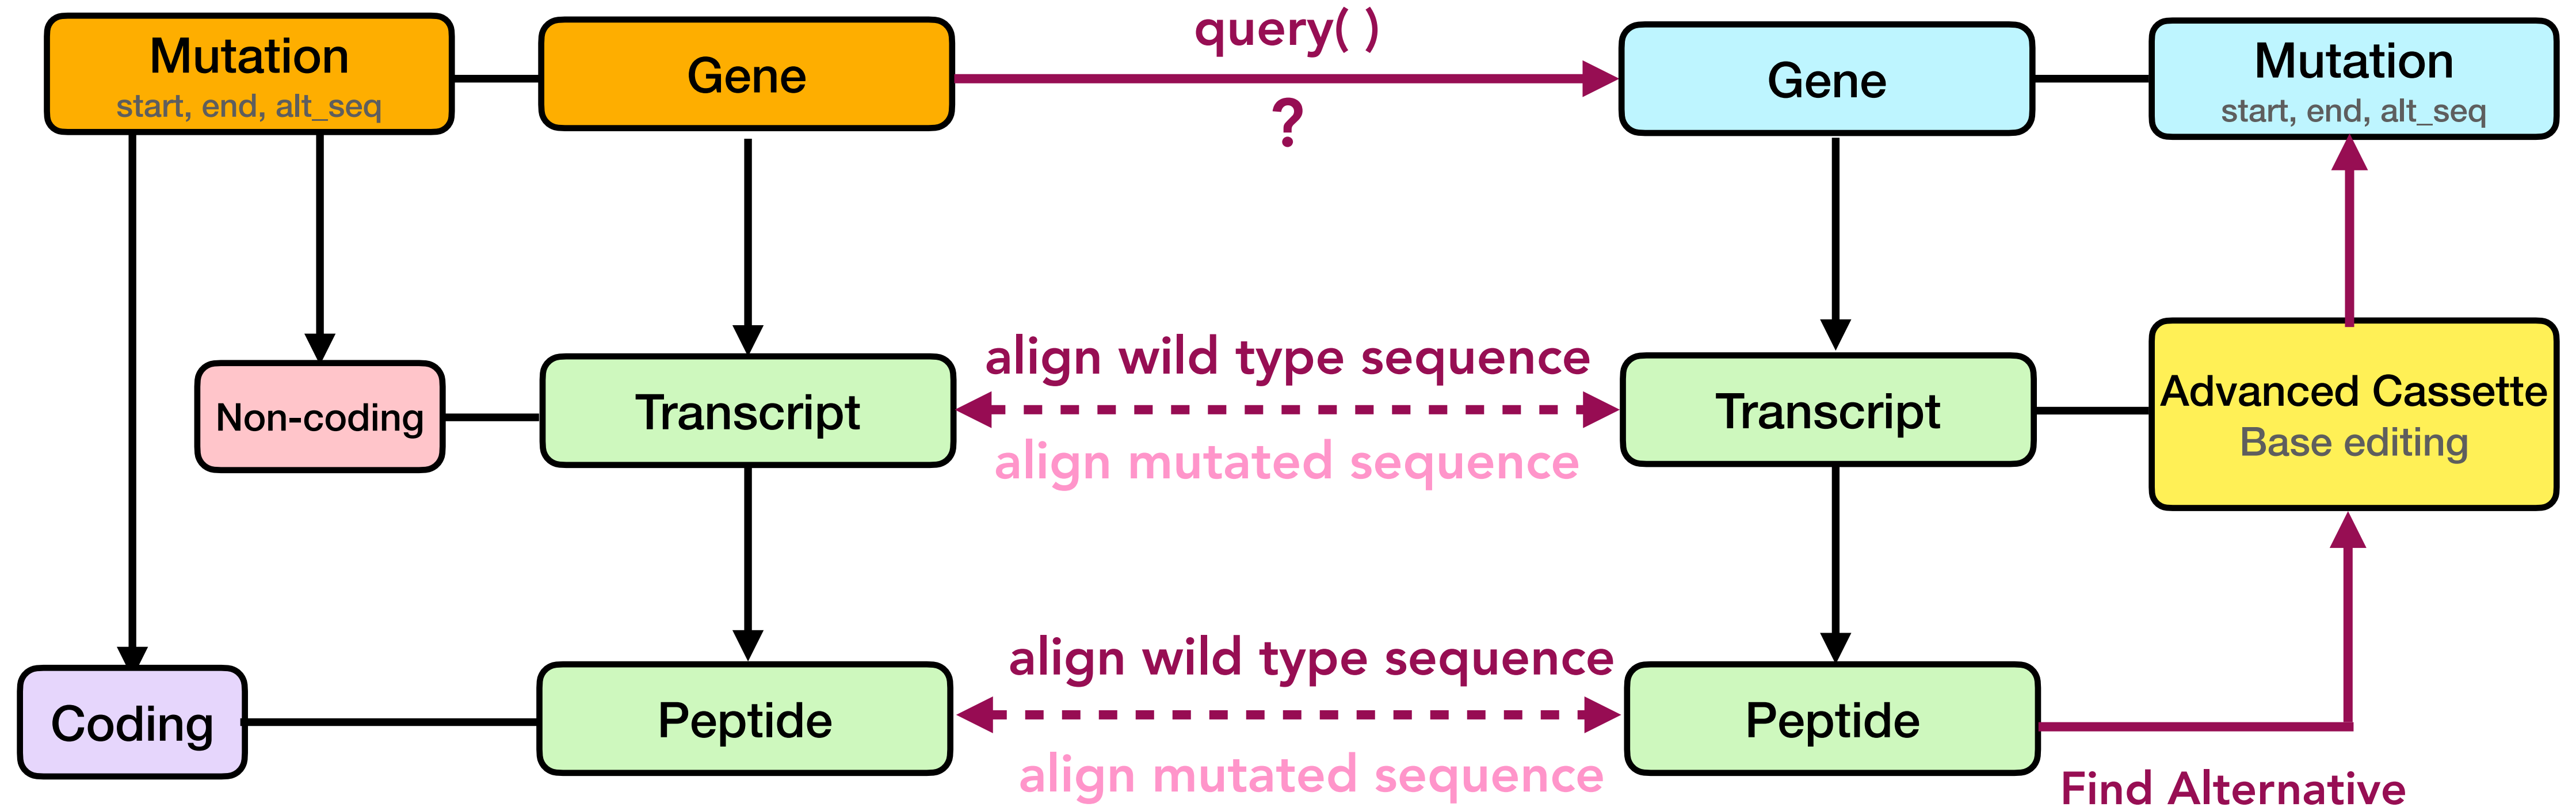 Mutation
start, end, alt_seq
Gene
query( )
?
Gene
Mutation
start, end, alt_seq
Non-coding
Transcript
align wild type sequence
align mutated sequence
Transcript
Advanced Cassette
Base editing
Coding
Peptide
align wild type sequence
align mutated sequence
Peptide
Find Alternative